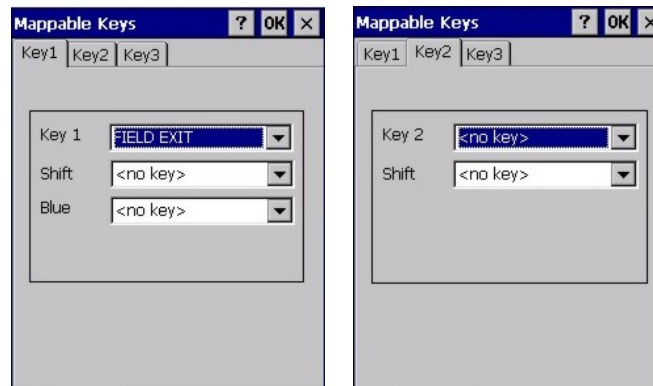 Mappable Keys ? OK ×
Key1 Key2 Key3
Key 1 FIELD EXIT
Shift <no key>
Blue <no key>
Mappable Keys ? OK ×
Key1 Key2 Key3
Key 2 <no key>
Shift <no key>